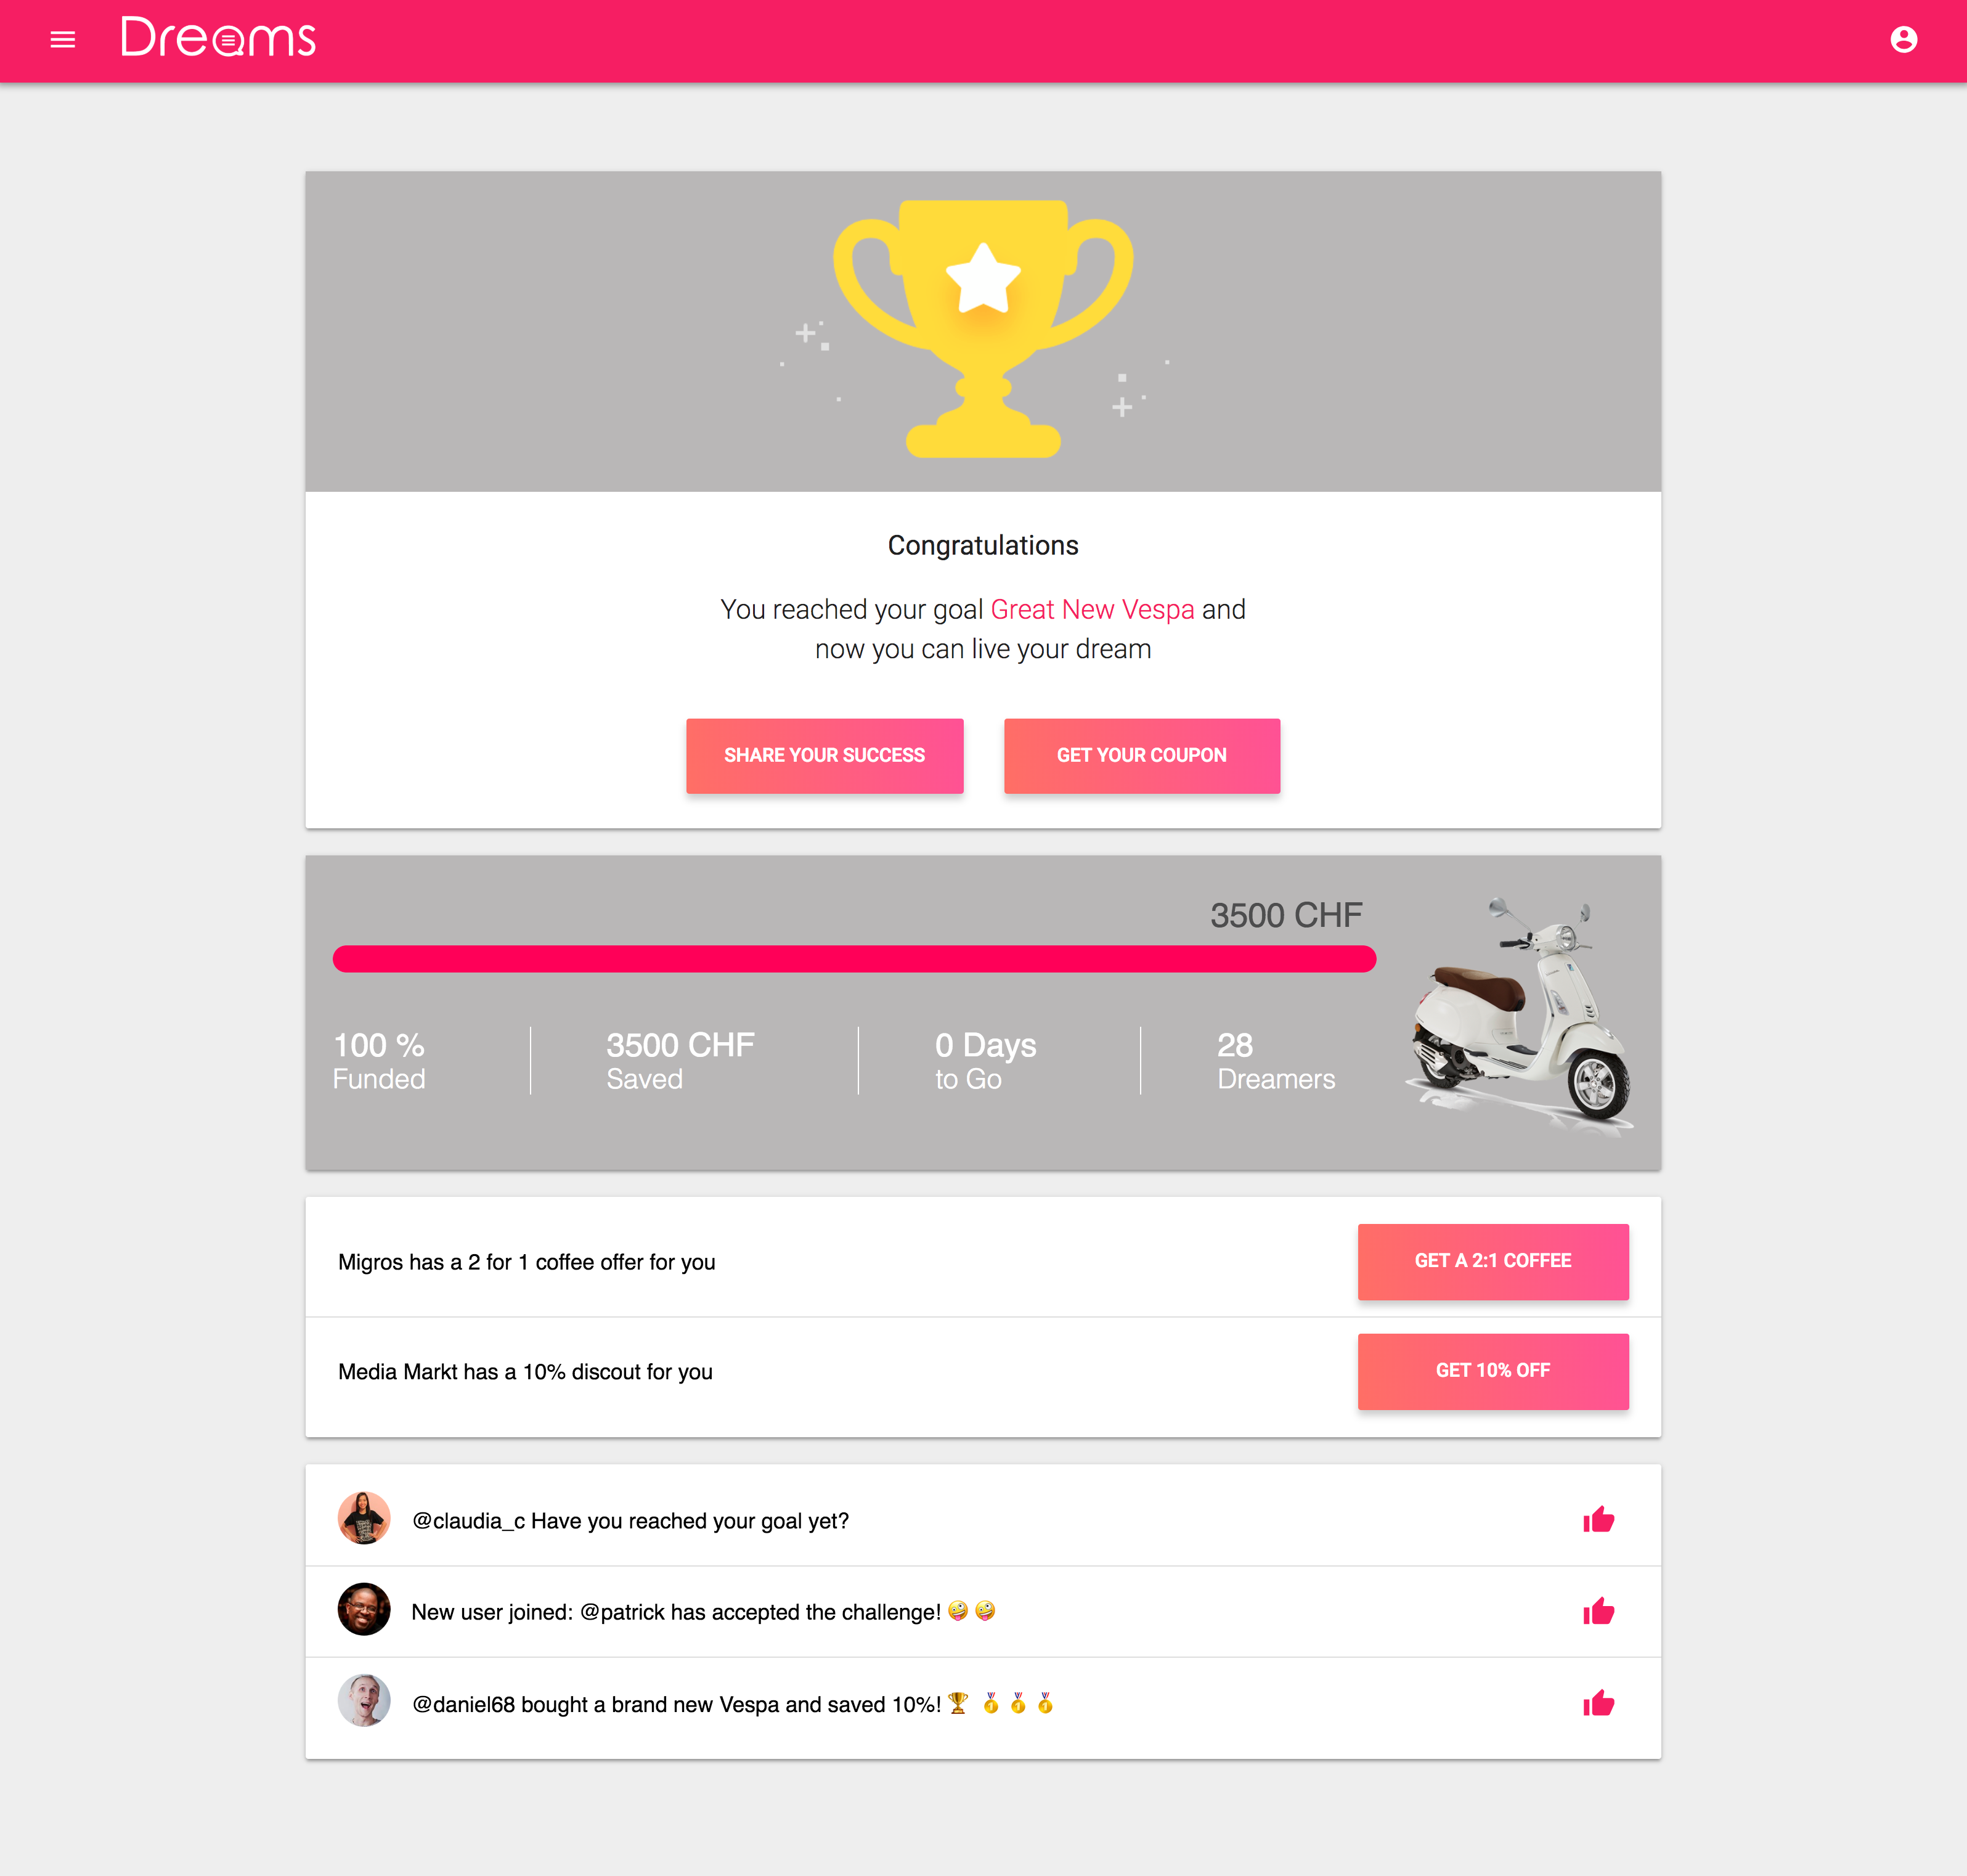 Dreams
Congratulations
You reached your goal Great New Vespa and
now you can live your dream
SHARE YOUR SUCCESS
GET YOUR COUPON
3500 CHF
100 %
Funded
3500 CHF
Saved
0 Days
to Go
28
Dreamers
Migros has a 2 for 1 coffee offer for you
GET A 2:1 COFFEE
Media Markt has a 10% discout for you
GET 10% OFF
@claudia_c Have you reached your goal yet?
New user joined: @patrick has accepted the challenge! 🤪 🤪
@daniel68 bought a brand new Vespa and saved 10%! 🏆 🥇 🥇 🥇